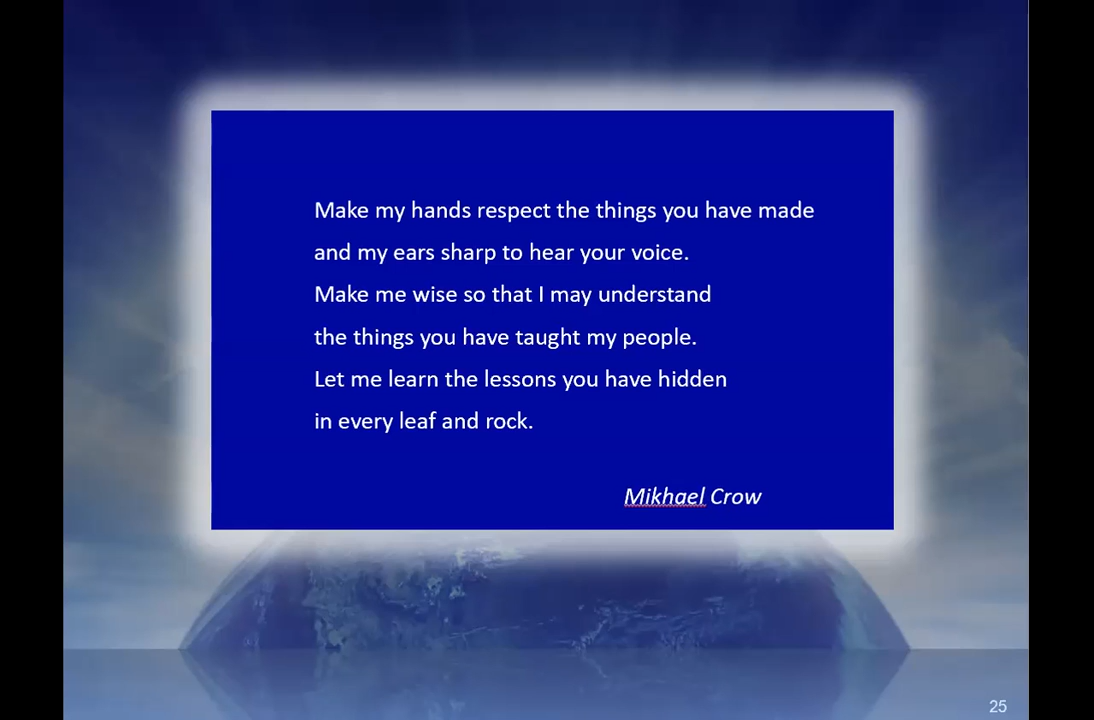 Make my hands respect the things you have made
and my ears sharp to hear your voice.
Make me wise so that I may understand
the things you have taught my people.
Let me learn the lessons you have hidden
in every leaf and rock.
Mikhael Crow
25